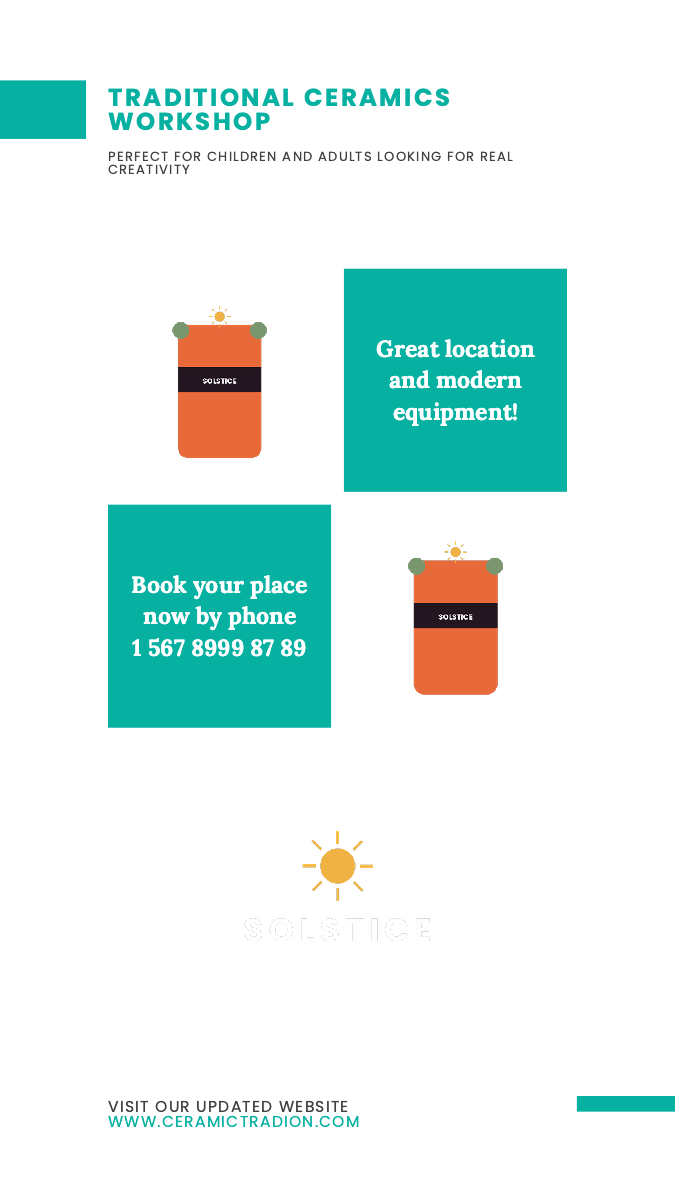 TRADITIONAL CERAMICS
WORKSHOP
PERFECT FOR CHILDREN AND ADULTS LOOKING FOR REAL
CREATIVITY
SOLSTICE
Great location
and modern
equipment!
Book your place
now by phone
1 567 8999 87 89
SOLSTICE
SOLSTICE
VISIT OUR UPDATED WEBSITE
WWW.CERAMICTRADION.COM